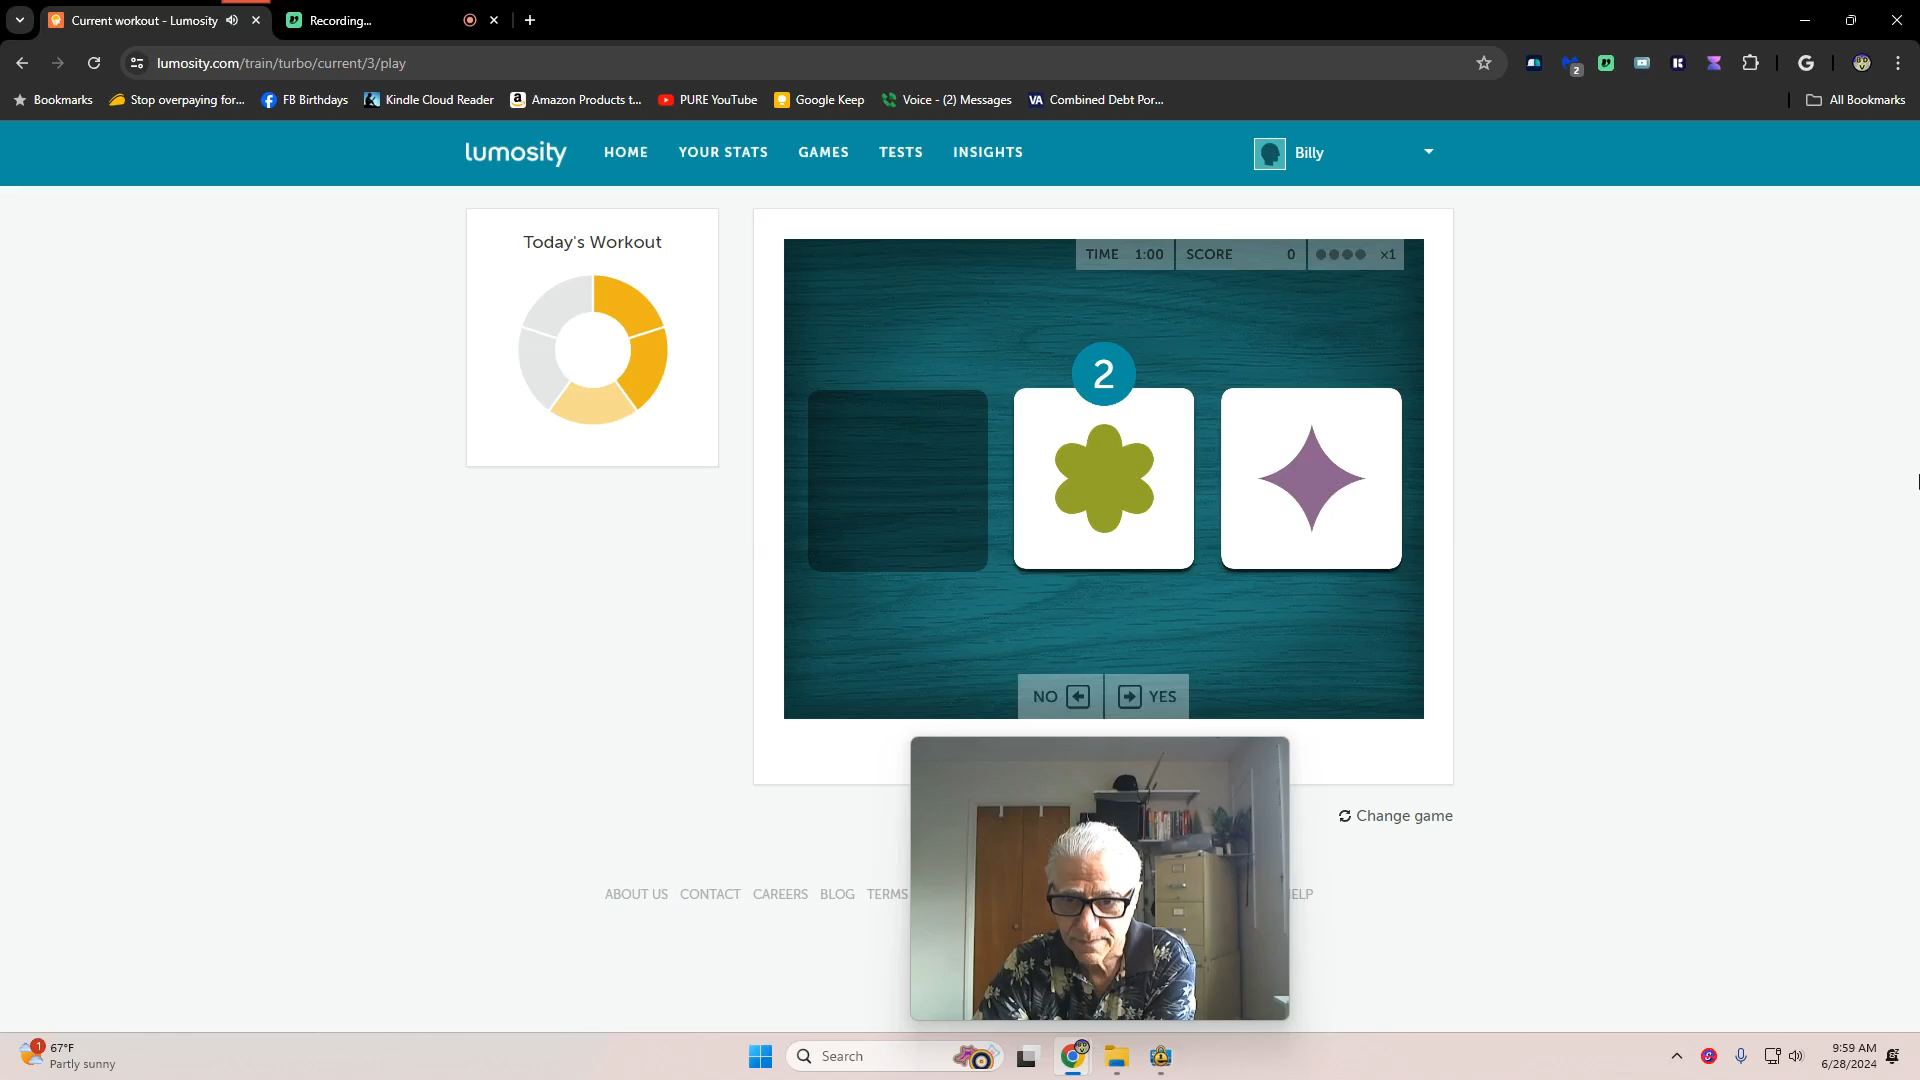 Current workout - Lumosity
Recording...
lumosity.com/train/turbo/current/3/play
2
Bookmarks
Stop overpaying for...
FB Birthdays
Kindle Cloud Reader
Amazon Products t...
PURE YouTube
Google Keep
Voice - (2) Messages
VA Combined Debt Por...
All Bookmarks
lumosity
HOME YOUR STATS GAMES TESTS INSIGHTS
Billy
Today's Workout
TIME 1:00 SCORE 0 x1
2
NO YES
Change game
ABOUT US CONTACT CAREERS BLOG TERMS
ELP
1
67°F
Partly sunny
Search
9:59 AM
6/28/2024